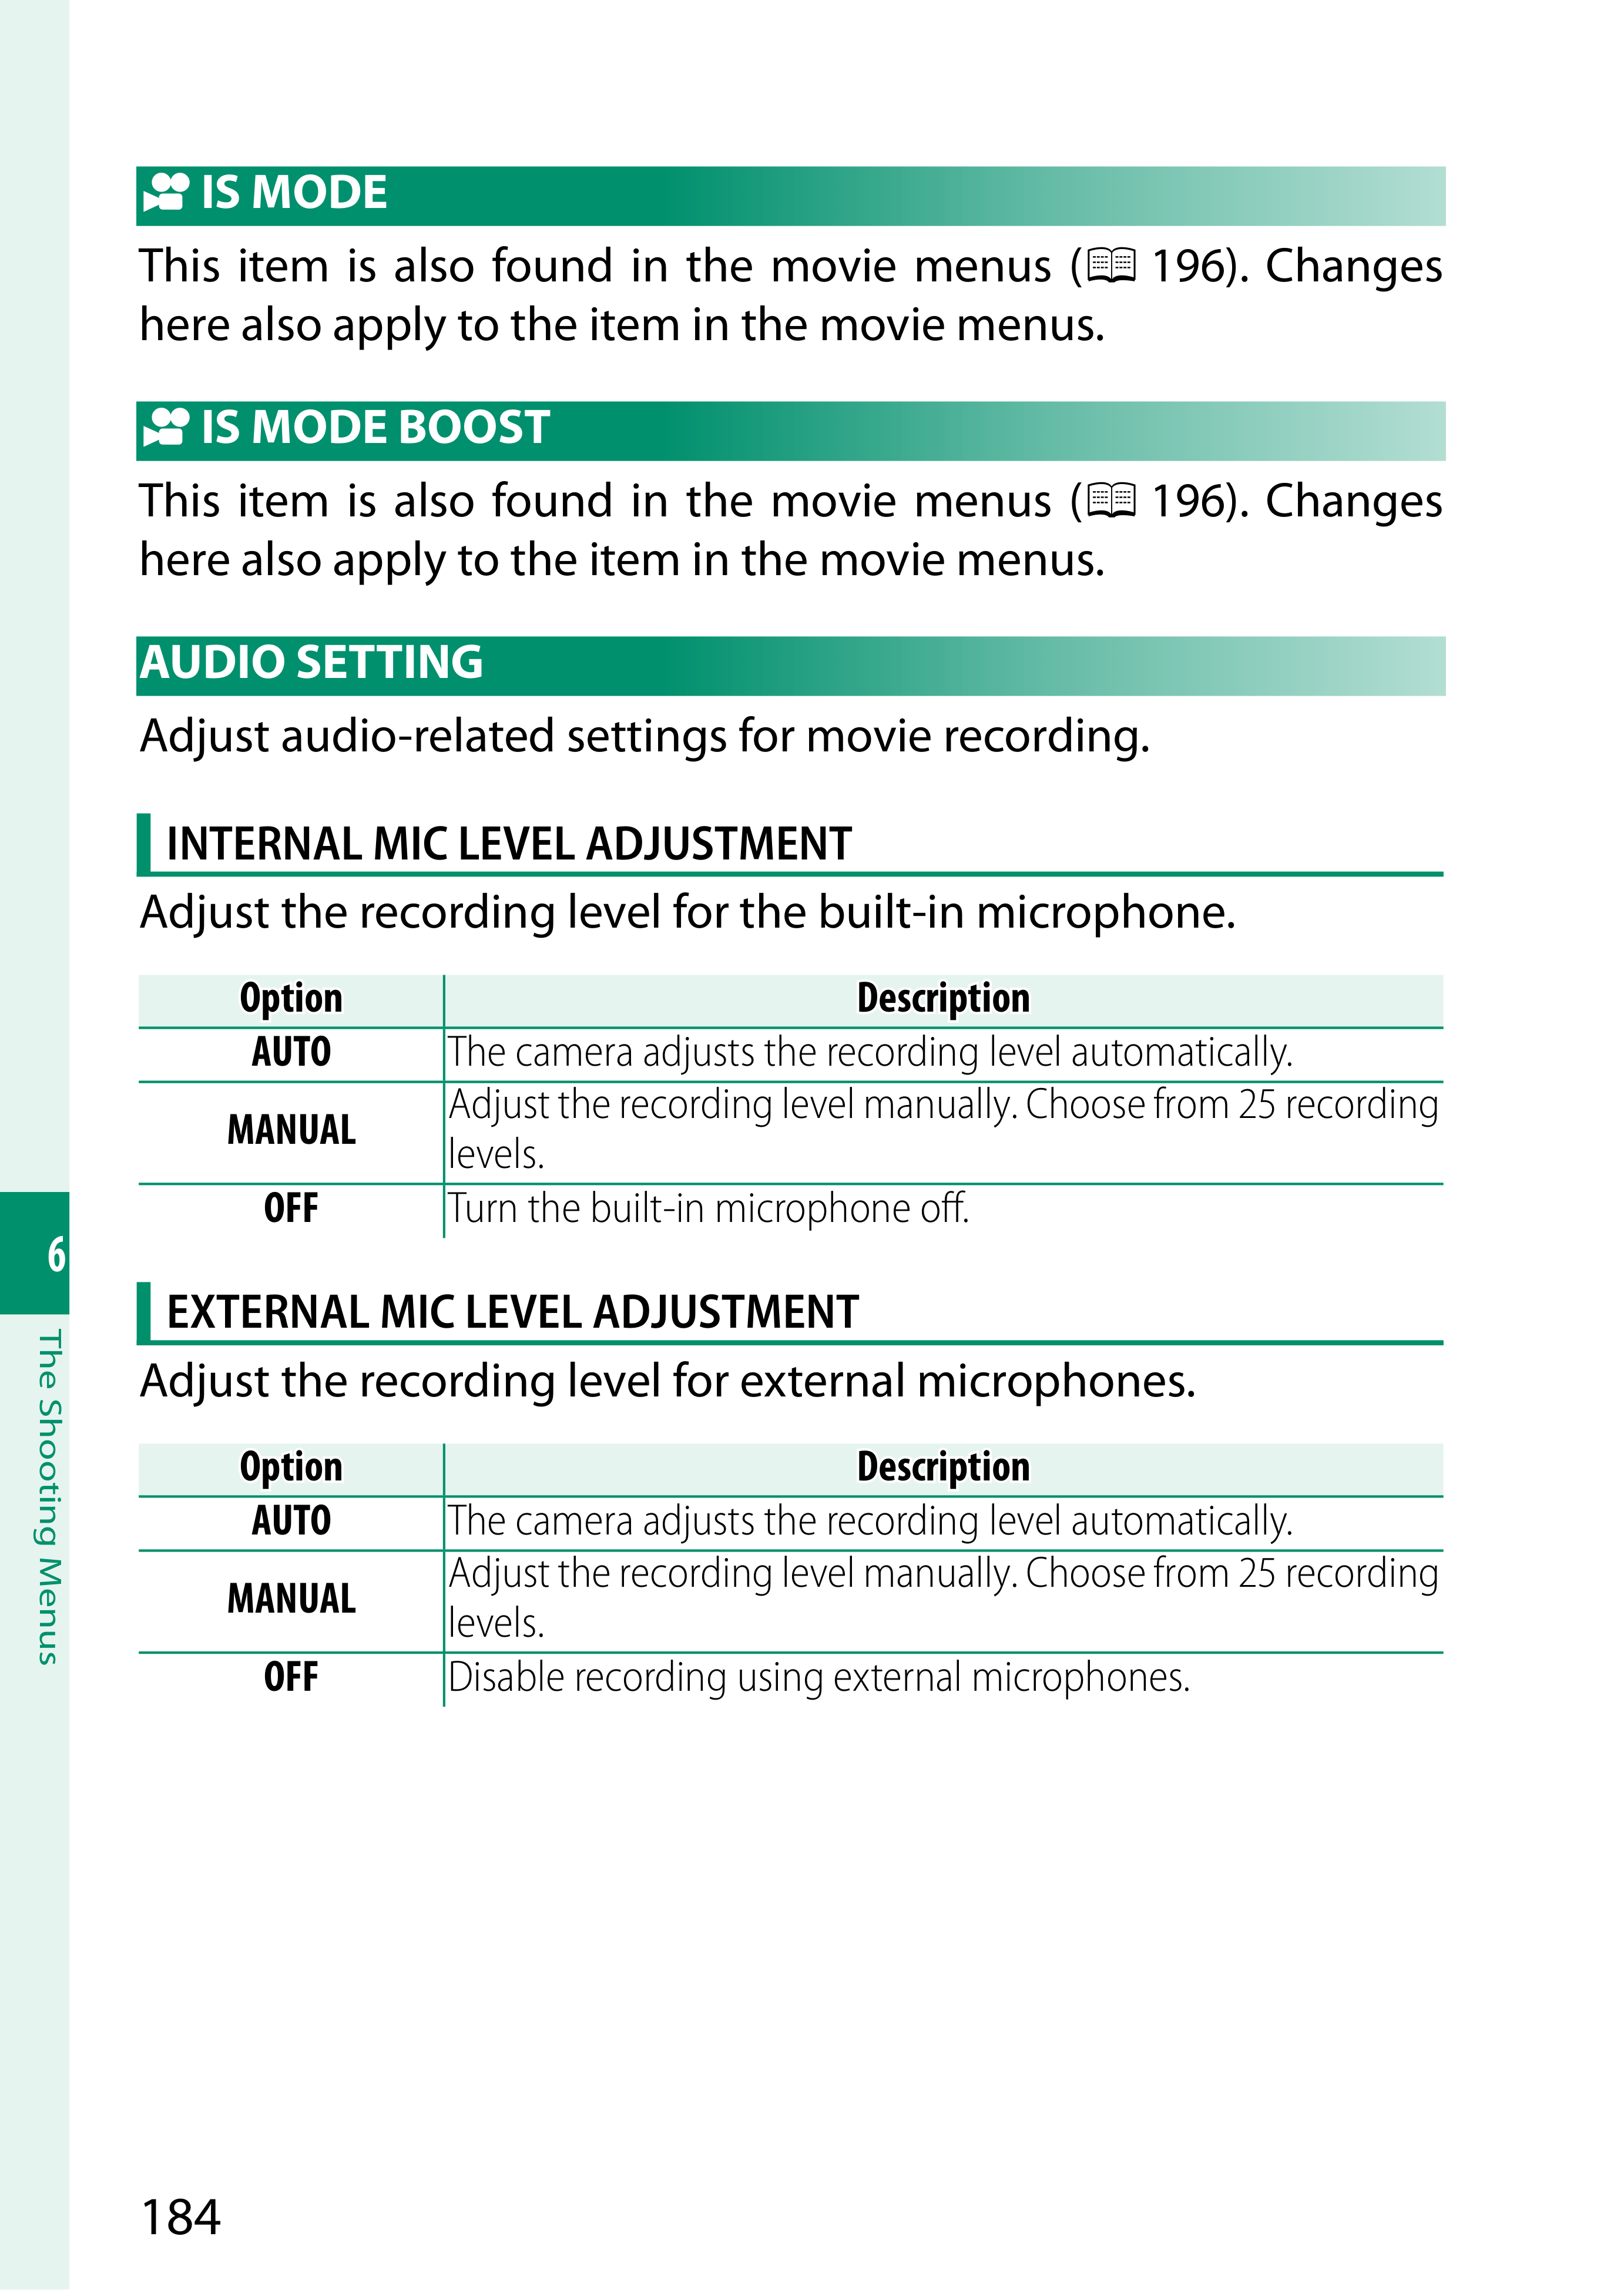 IS MODE
This item is also found in the movie menus ( 196). Changes
here also apply to the item in the movie menus.
IS MODE BOOST
This item is also found in the movie menus ( 196). Changes
here also apply to the item in the movie menus.
AUDIO SETTING
Adjust audio-related settings for movie recording.
INTERNAL MIC LEVEL ADJUSTMENT
Adjust the recording level for the built-in microphone.
Option Description
AUTO The camera adjusts the recording level automatically.
MANUAL Adjust the recording level manually. Choose from 25 recording
levels.
OFF Turn the built-in microphone off.
EXTERNAL MIC LEVEL ADJUSTMENT
Adjust the recording level for external microphones.
Option Description
AUTO The camera adjusts the recording level automatically.
MANUAL Adjust the recording level manually. Choose from 25 recording
levels.
OFF Disable recording using external microphones.
6
The Shooting Menus
184